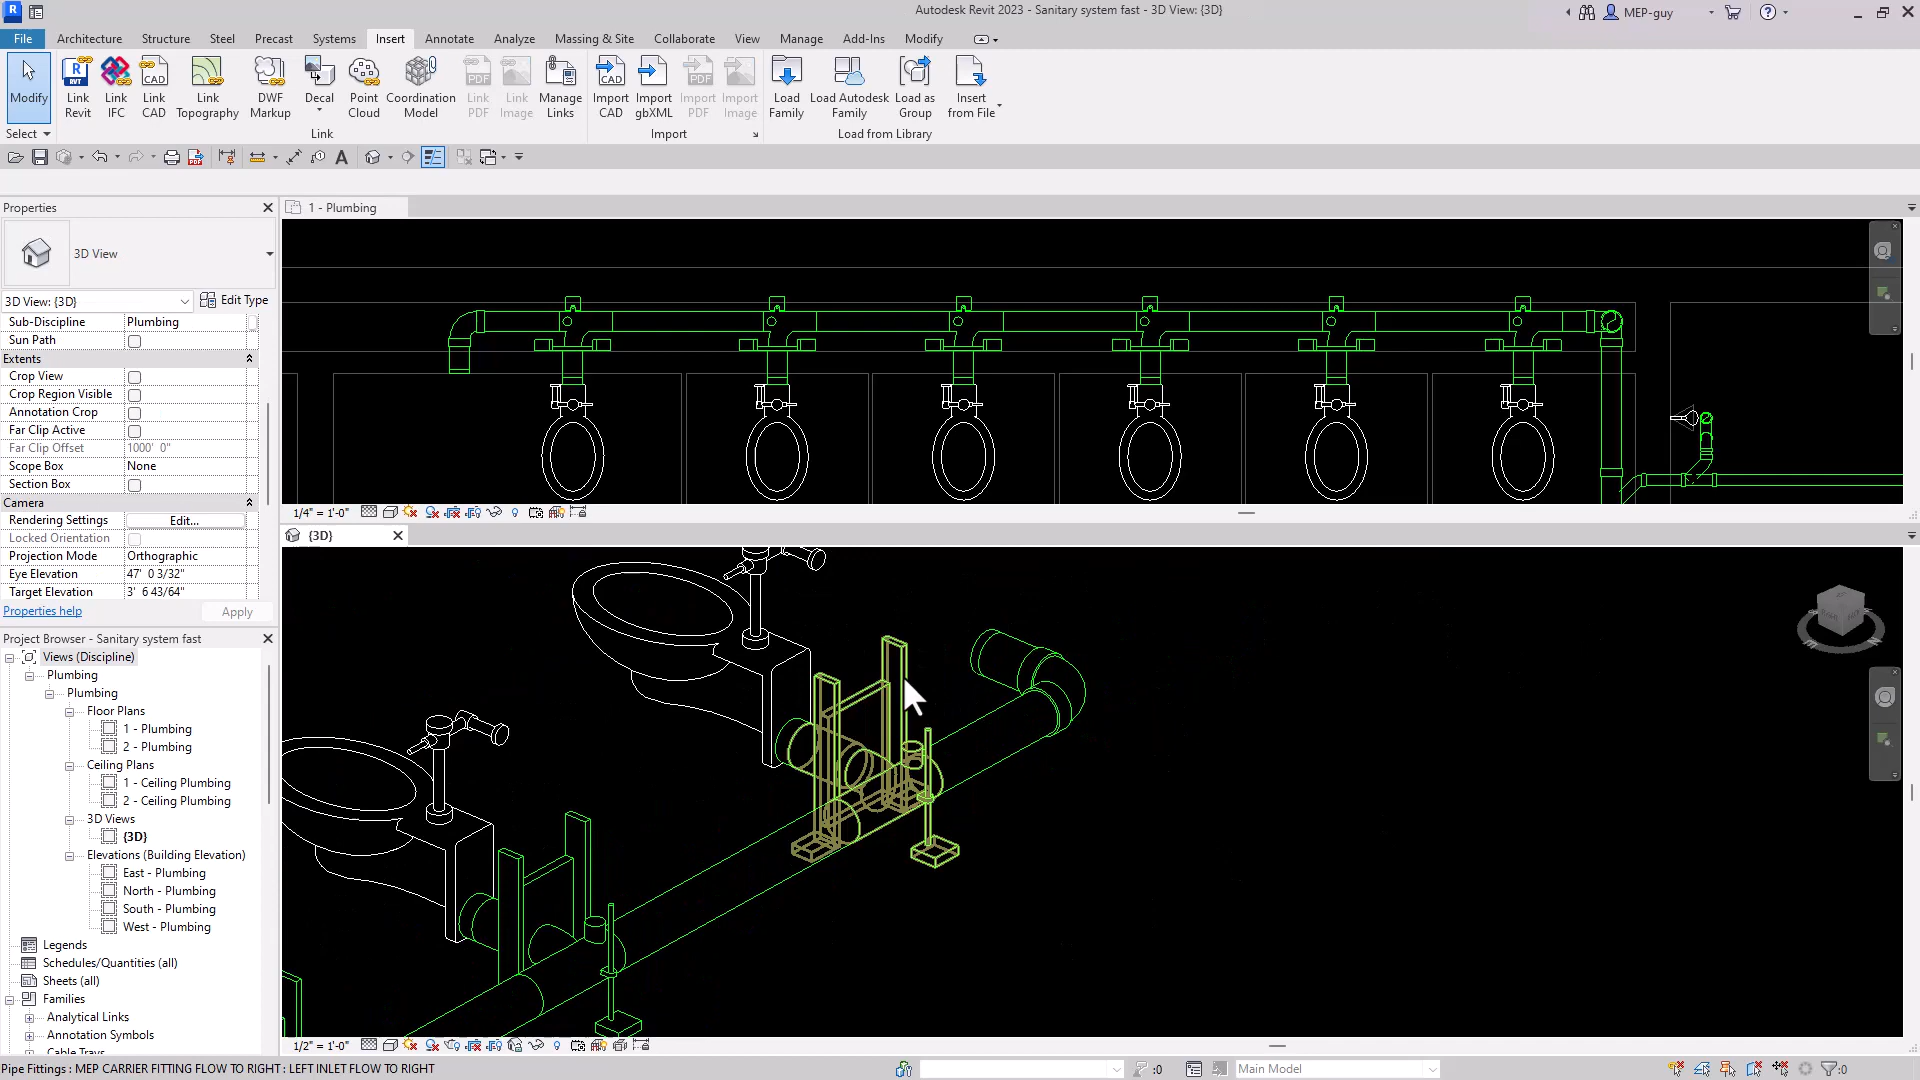 Autodesk Revit 2023 - Sanitary system fast - 3D View: {3D}
MEP-guy
File Architecture Structure Steel Precast Systems Insert Annotate Analyze Massing & Site Collaborate View Manage Add-Ins Modify
Modify
Link Revit
Link IFC
Link CAD
Link Topography
DWF Markup
Decal
Point Cloud
Coordination Model
Link PDF
Link Image
Manage Links
Import CAD
Import gbXML
Import PDF
Import Image
Load Family
Load Autodesk Family
Load as Group
Insert from File
Select
Link
Import
Load from Library
Properties
3D View
3D View: {3D}
Edit Type
Sub-Discipline Plumbing
Sun Path
Extents
Crop View
Crop Region Visible
Annotation Crop
Far Clip Active
Far Clip Offset 1000' 0"
Scope Box None
Section Box
Camera
Rendering Settings Edit...
Locked Orientation
Projection Mode Orthographic
Eye Elevation 47' 0 3/32"
Target Elevation 3' 6 43/64"
Properties help
Apply
Project Browser - Sanitary system fast
Views (Discipline)
Plumbing
Plumbing
Floor Plans
1 - Plumbing
2 - Plumbing
Ceiling Plans
1 - Ceiling Plumbing
2 - Ceiling Plumbing
3D Views
{3D}
Elevations (Building Elevation)
East - Plumbing
North - Plumbing
South - Plumbing
West - Plumbing
Legends
Schedules/Quantities (all)
Sheets (all)
Families
Analytical Links
Annotation Symbols
Cable Trays
1 - Plumbing
1/4" = 1'-0"
{3D}
1/2" = 1'-0"
Pipe Fittings : MEP CARRIER FITTING FLOW TO RIGHT : LEFT INLET FLOW TO RIGHT
:0
Main Model
:0